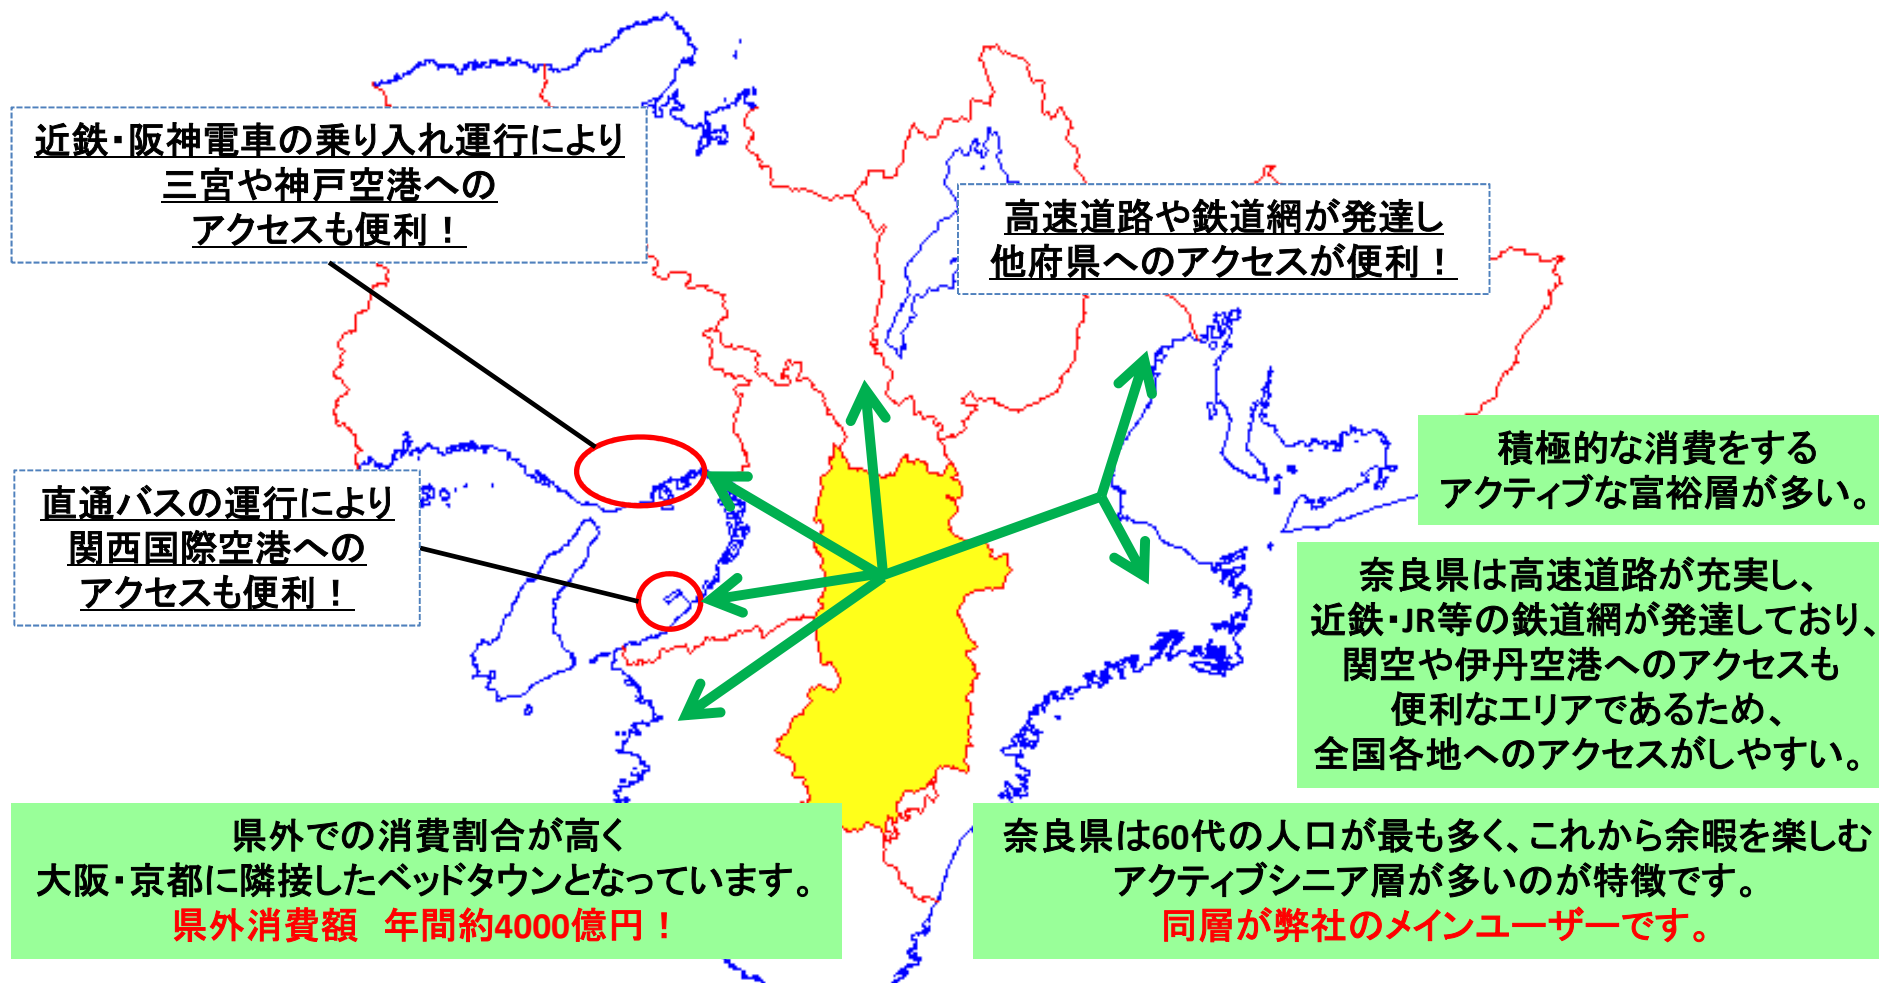 近鉄・阪神電車の乗り入れ運行により
三宮や神戸空港への
アクセスも便利！
高速道路や鉄道網が発達し
他府県へのアクセスが便利！
直通バスの運行により
関西国際空港への
アクセスも便利！
積極的な消費をする
アクティブな富裕層が多い。
奈良県は高速道路が充実し、
近鉄・JR等の鉄道網が発達しており、
関空や伊丹空港へのアクセスも
便利なエリアであるため、
全国各地へのアクセスがしやすい。
県外での消費割合が高く
大阪・京都に隣接したベッドタウンとなっています。
県外消費額　年間約4000億円！
奈良県は60代の人口が最も多く、これから余暇を楽しむ
アクティブシニア層が多いのが特徴です。
同層が弊社のメインユーザーです。